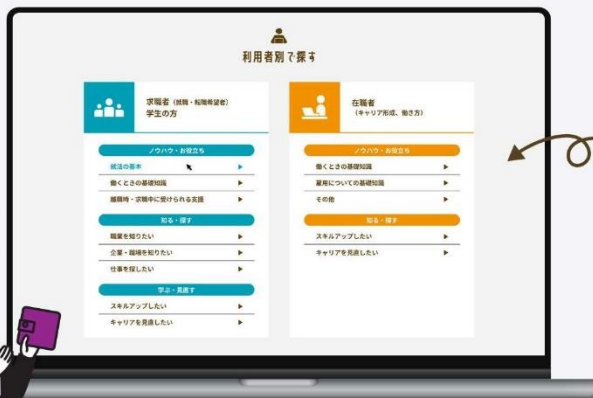 利用者別で探す
求職者（就職・転職希望者）
学生の方
ノウハウ・お役立ち
就活の基本
働くときの基礎知識
離職時・求職中に受けられる支援
知る・探す
職業を知りたい
企業・職場を知りたい
仕事を探したい
学ぶ・見直す
スキルアップしたい
キャリアを見直したい
在職者
（キャリア形成、働き方）
ノウハウ・お役立ち
働くときの基礎知識
雇用についての基礎知識
その他
知る・探す
スキルアップしたい
キャリアを見直したい